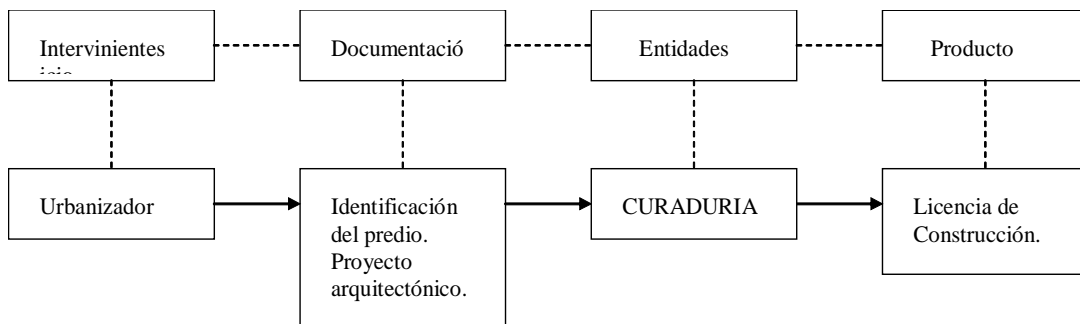 Intervinientes
Documentació
Entidades
Producto
Urbanizador
Identificación
del predio.
Proyecto
arquitectónico.
CURADURIA
Licencia de
Construcción.